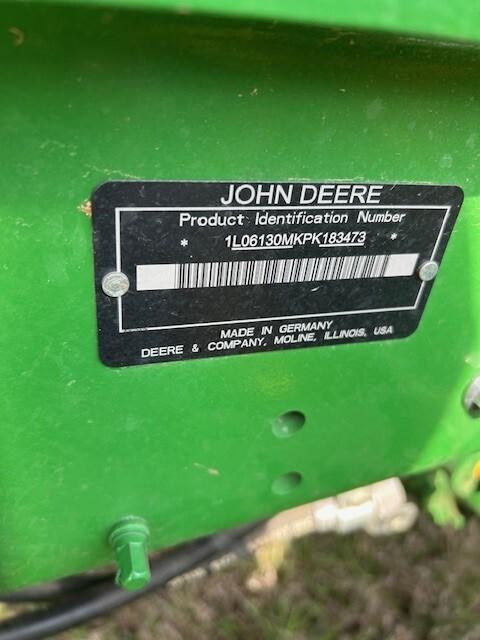 JOHN DEERE
Product Identification Number
* 1L06130MKPK183473 *
MADE IN GERMANY
DEERE & COMPANY, MOLINE, ILLINOIS, USA